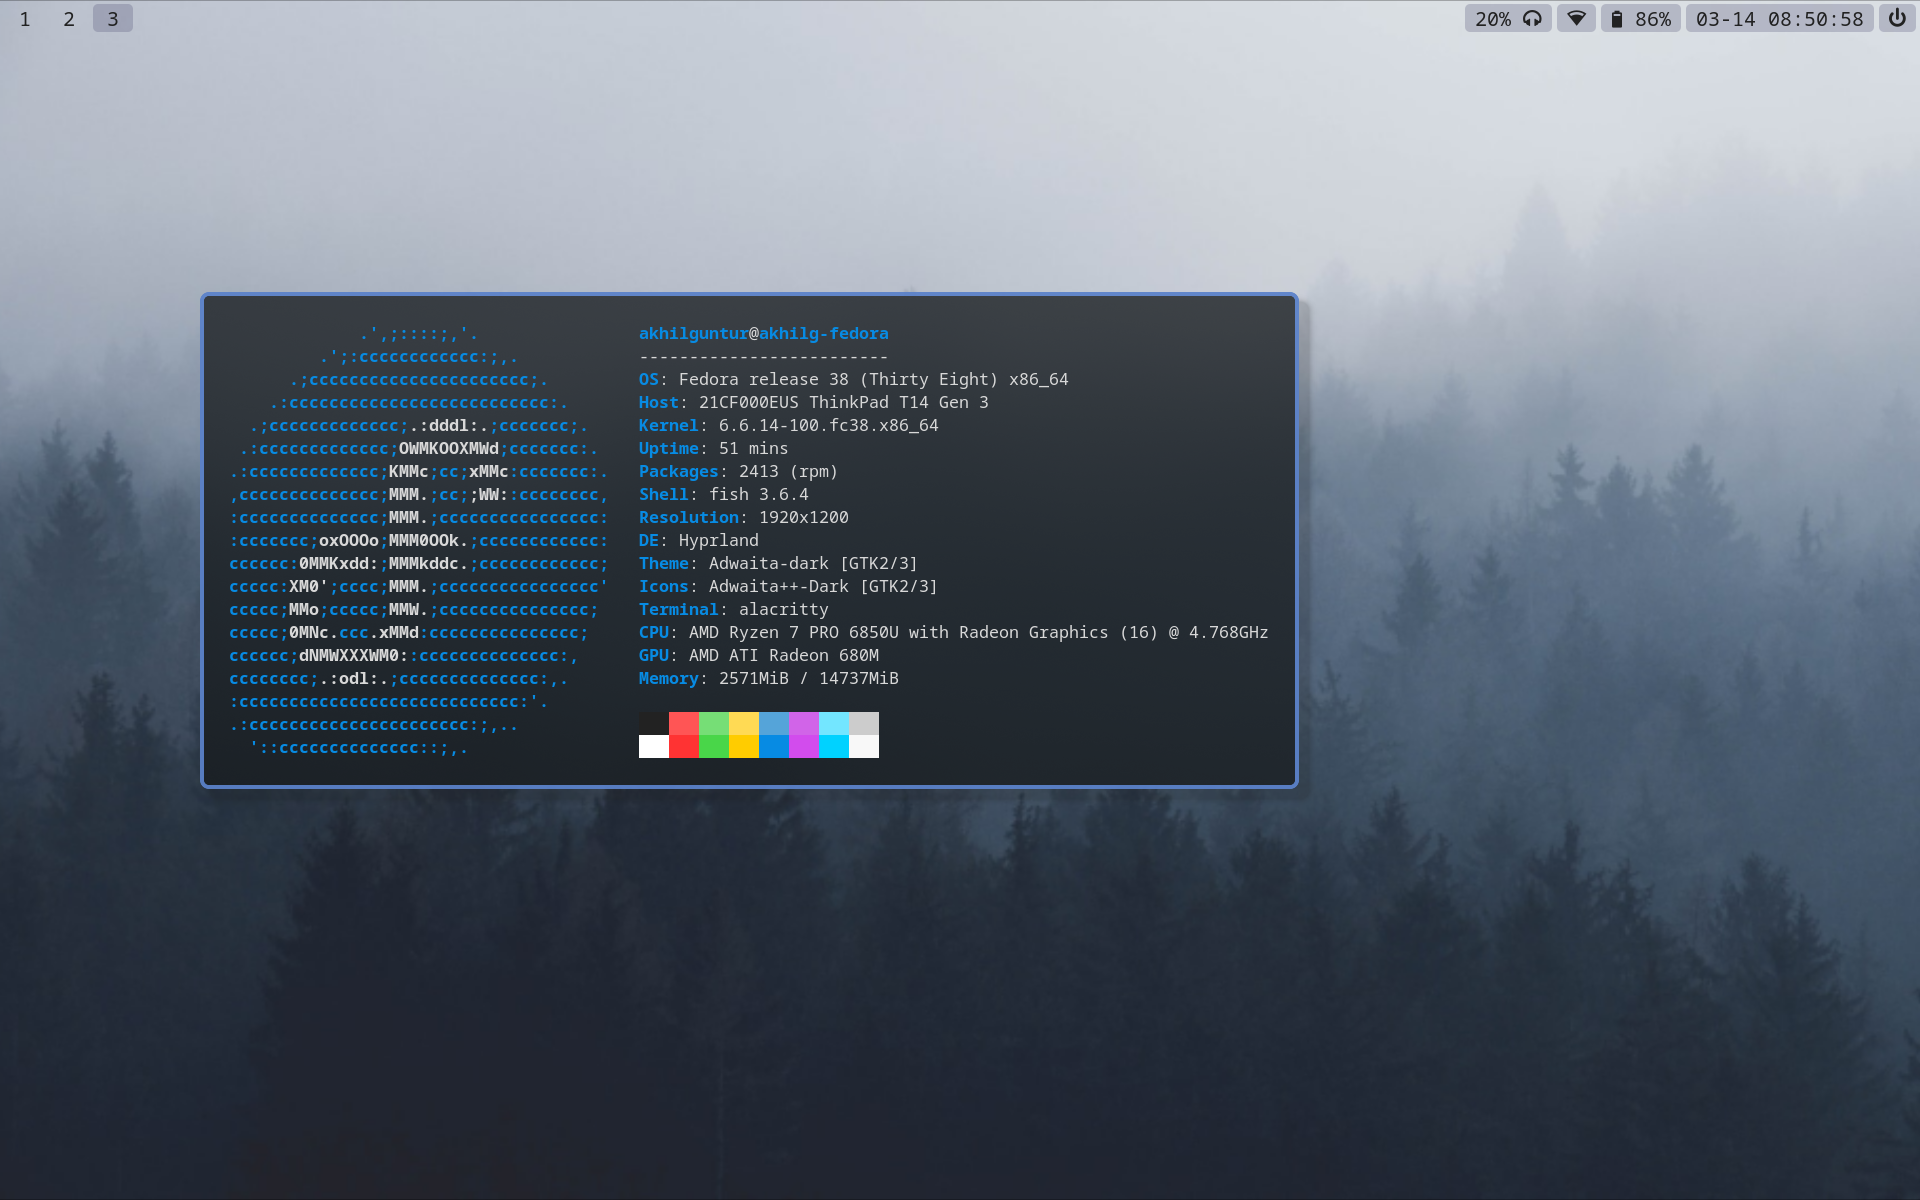 1 2 3 20% 86% 03-14 08:50:58
.',;::::;,'.
.';:cccccccccccc:;,.
.;cccccccccccccccccccccc;.
.:cccccccccccccccccccccccccc:.
.;ccccccccccccc;.:dddl:.;ccccccc;.
.:ccccccccccccc;OWMKOOXMWd;ccccccc:.
.:ccccccccccccc;KMMc;cc;xMMc:ccccccc:.
,cccccccccccccc;MMM.;cc;;WW::cccccccc,
:cccccccccccccc;MMM.;cccccccccccccccc:
:ccccccc;oxOOOo;MMM0OOk.;cccccccccccc:
cccccc:0MMKxdd:;MMMkddc.;cccccccccccc;
ccccc:XM0';cccc;MMM.;cccccccccccccccc'
ccccc;MMo;ccccc;MMW.;ccccccccccccccc;
ccccc;0MNc.ccc.xMMd:ccccccccccccccc;
cccccc;dNMWXXXWM0::cccccccccccccc:,
cccccccc;.:odl:.;cccccccccccccc:,.
:cccccccccccccccccccccccccccc:'.
.:cccccccccccccccccccccc:;,..
'::cccccccccccccc::;,.
akhilguntur@akhilg-fedora
-------------------------
OS: Fedora release 38 (Thirty Eight) x86_64
Host: 21CF000EUS ThinkPad T14 Gen 3
Kernel: 6.6.14-100.fc38.x86_64
Uptime: 51 mins
Packages: 2413 (rpm)
Shell: fish 3.6.4
Resolution: 1920x1200
DE: Hyprland
Theme: Adwaita-dark [GTK2/3]
Icons: Adwaita++-Dark [GTK2/3]
Terminal: alacritty
CPU: AMD Ryzen 7 PRO 6850U with Radeon Graphics (16) @ 4.768GHz
GPU: AMD ATI Radeon 680M
Memory: 2571MiB / 14737MiB